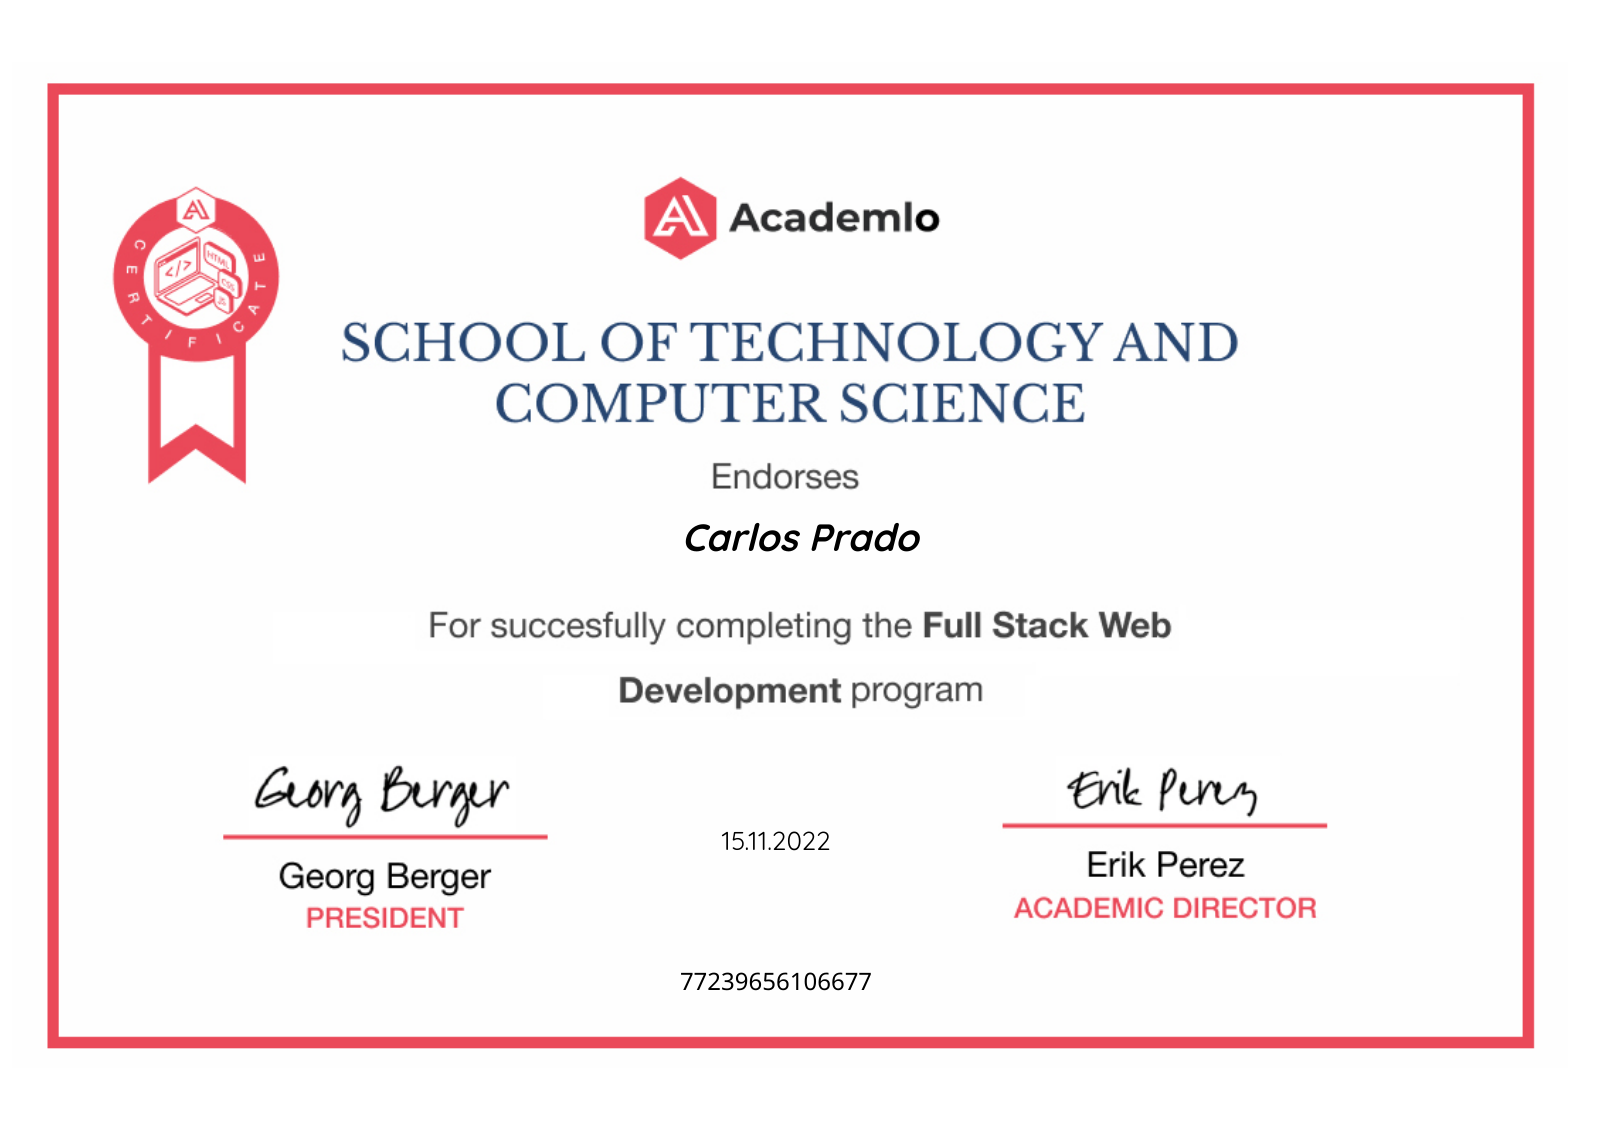 CERTIFICATE
</>
HTML
CSS
JS
Academlo
SCHOOL OF TECHNOLOGY AND
COMPUTER SCIENCE
Endorses
Carlos Prado
For succesfully completing the Full Stack Web
Development program
Georg Berger
Georg Berger
PRESIDENT
15.11.2022
Erik Perez
Erik Perez
ACADEMIC DIRECTOR
77239656106677